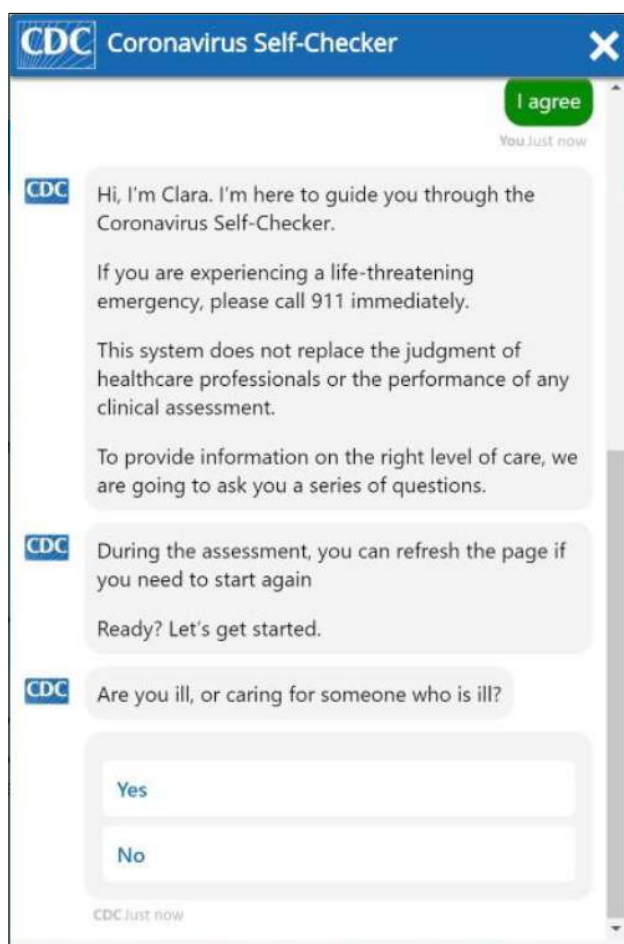 CDC Coronavirus Self-Checker
I agree
You Just now
CDC
Hi, I'm Clara. I'm here to guide you through the
Coronavirus Self-Checker.
If you are experiencing a life-threatening
emergency, please call 911 immediately.
This system does not replace the judgment of
healthcare professionals or the performance of any
clinical assessment.
To provide information on the right level of care, we
are going to ask you a series of questions.
CDC
During the assessment, you can refresh the page if
you need to start again
Ready? Let's get started.
CDC
Are you ill, or caring for someone who is ill?
Yes
No
CDC Just now